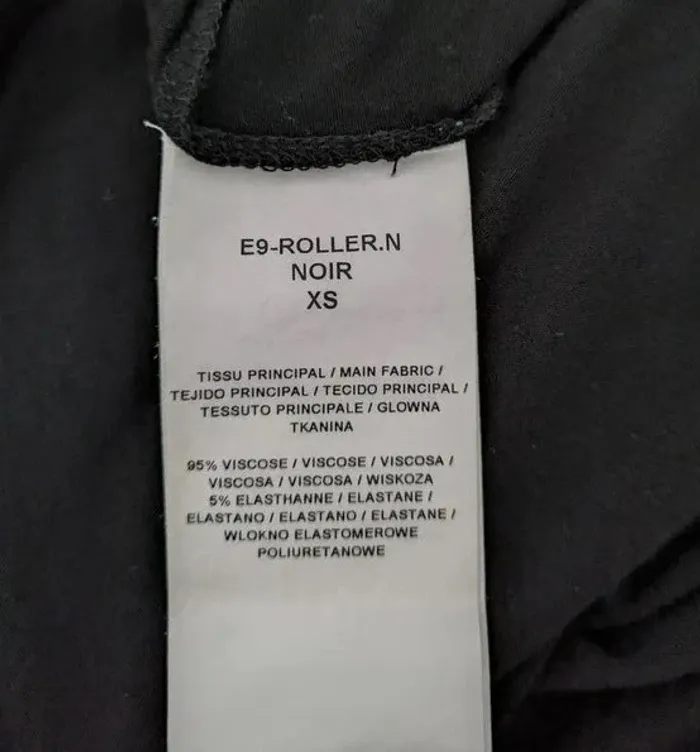 E9-ROLLER.N
NOIR
XS
TISSU PRINCIPAL / MAIN FABRIC /
TEJIDO PRINCIPAL / TECIDO PRINCIPAL /
TESSUTO PRINCIPALE / GLOWNA
TKANINA
95% VISCOSE / VISCOSE / VISCOSA /
VISCOSA / VISCOSA / WISKOZA
5% ELASTHANNE / ELASTANE /
ELASTANO / ELASTANO / ELASTANE /
WLOKNO ELASTOMEROWE
POLIURETANOWE